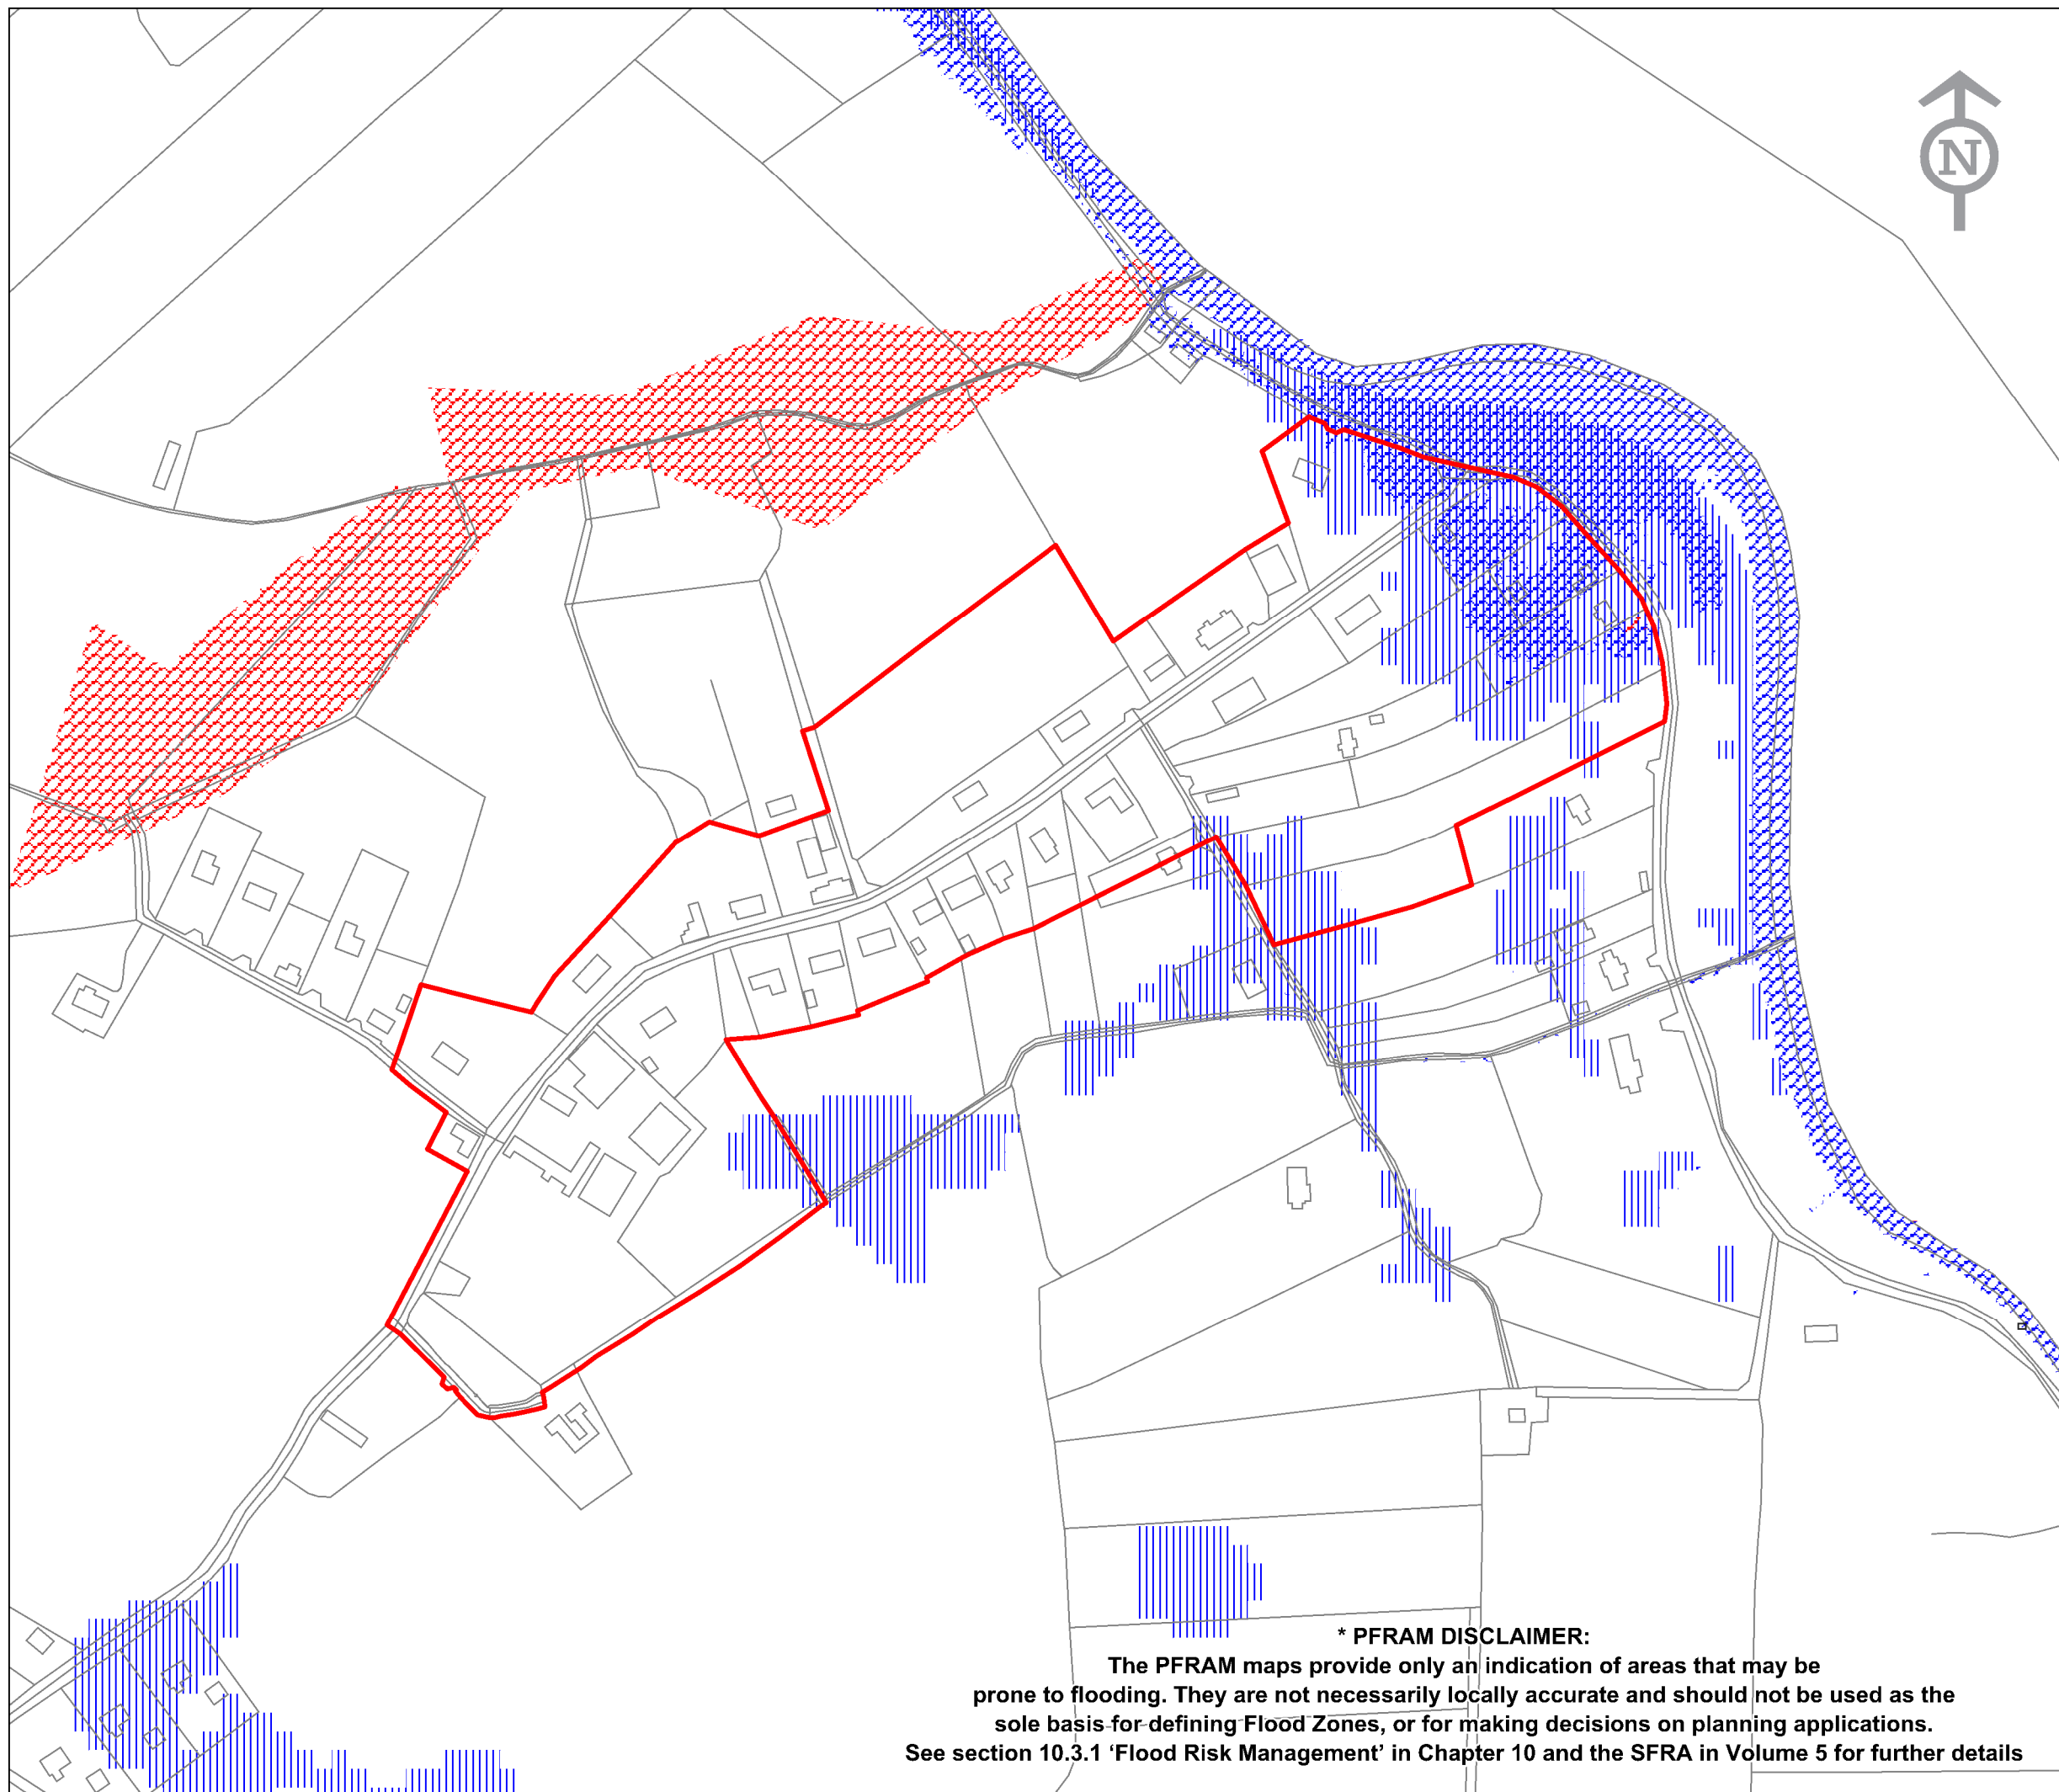 N
* PFRAM DISCLAIMER:
The PFRAM maps provide only an indication of areas that may be
prone to flooding. They are not necessarily locally accurate and should not be used as the
sole basis for defining Flood Zones, or for making decisions on planning applications.
See section 10.3.1 ‘Flood Risk Management’ in Chapter 10 and the SFRA in Volume 5 for further details